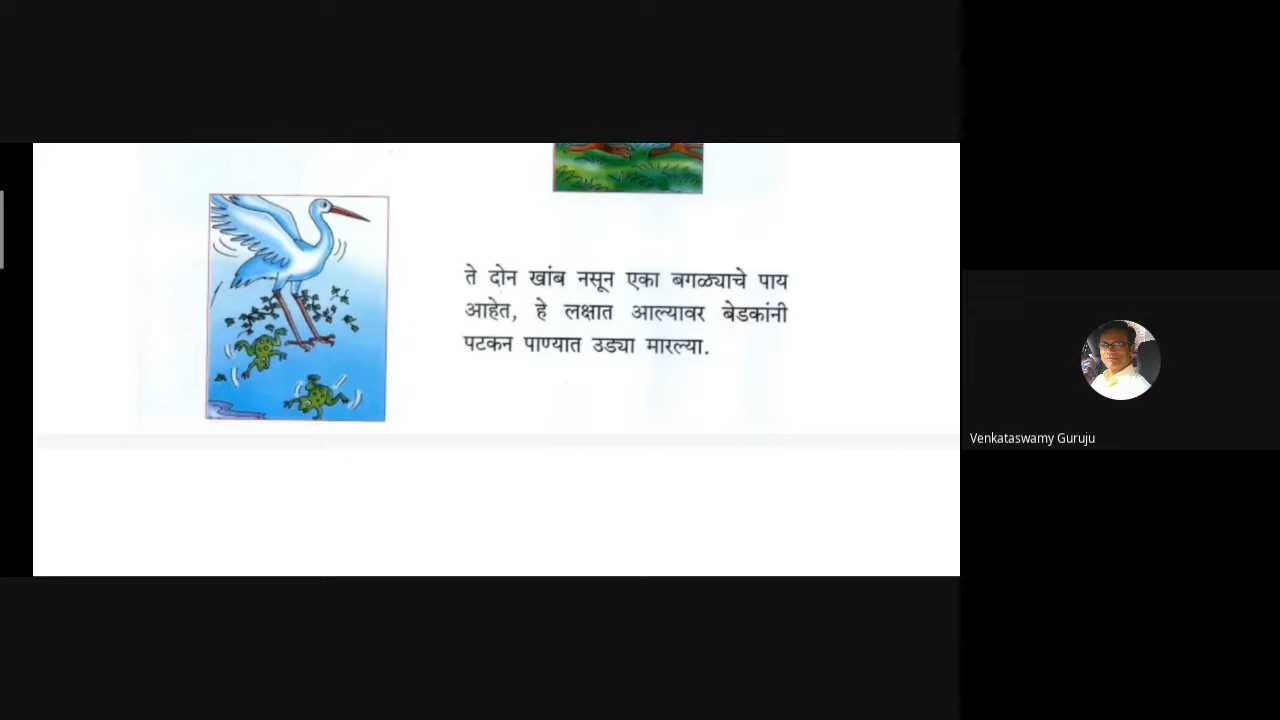 ते दोन खांब नसून एका बगळ्याचे पाय
आहेत, हे लक्षात आल्यावर बेडकांनी
पटकन पाण्यात उड्या मारल्या.
Venkataswamy Guruju